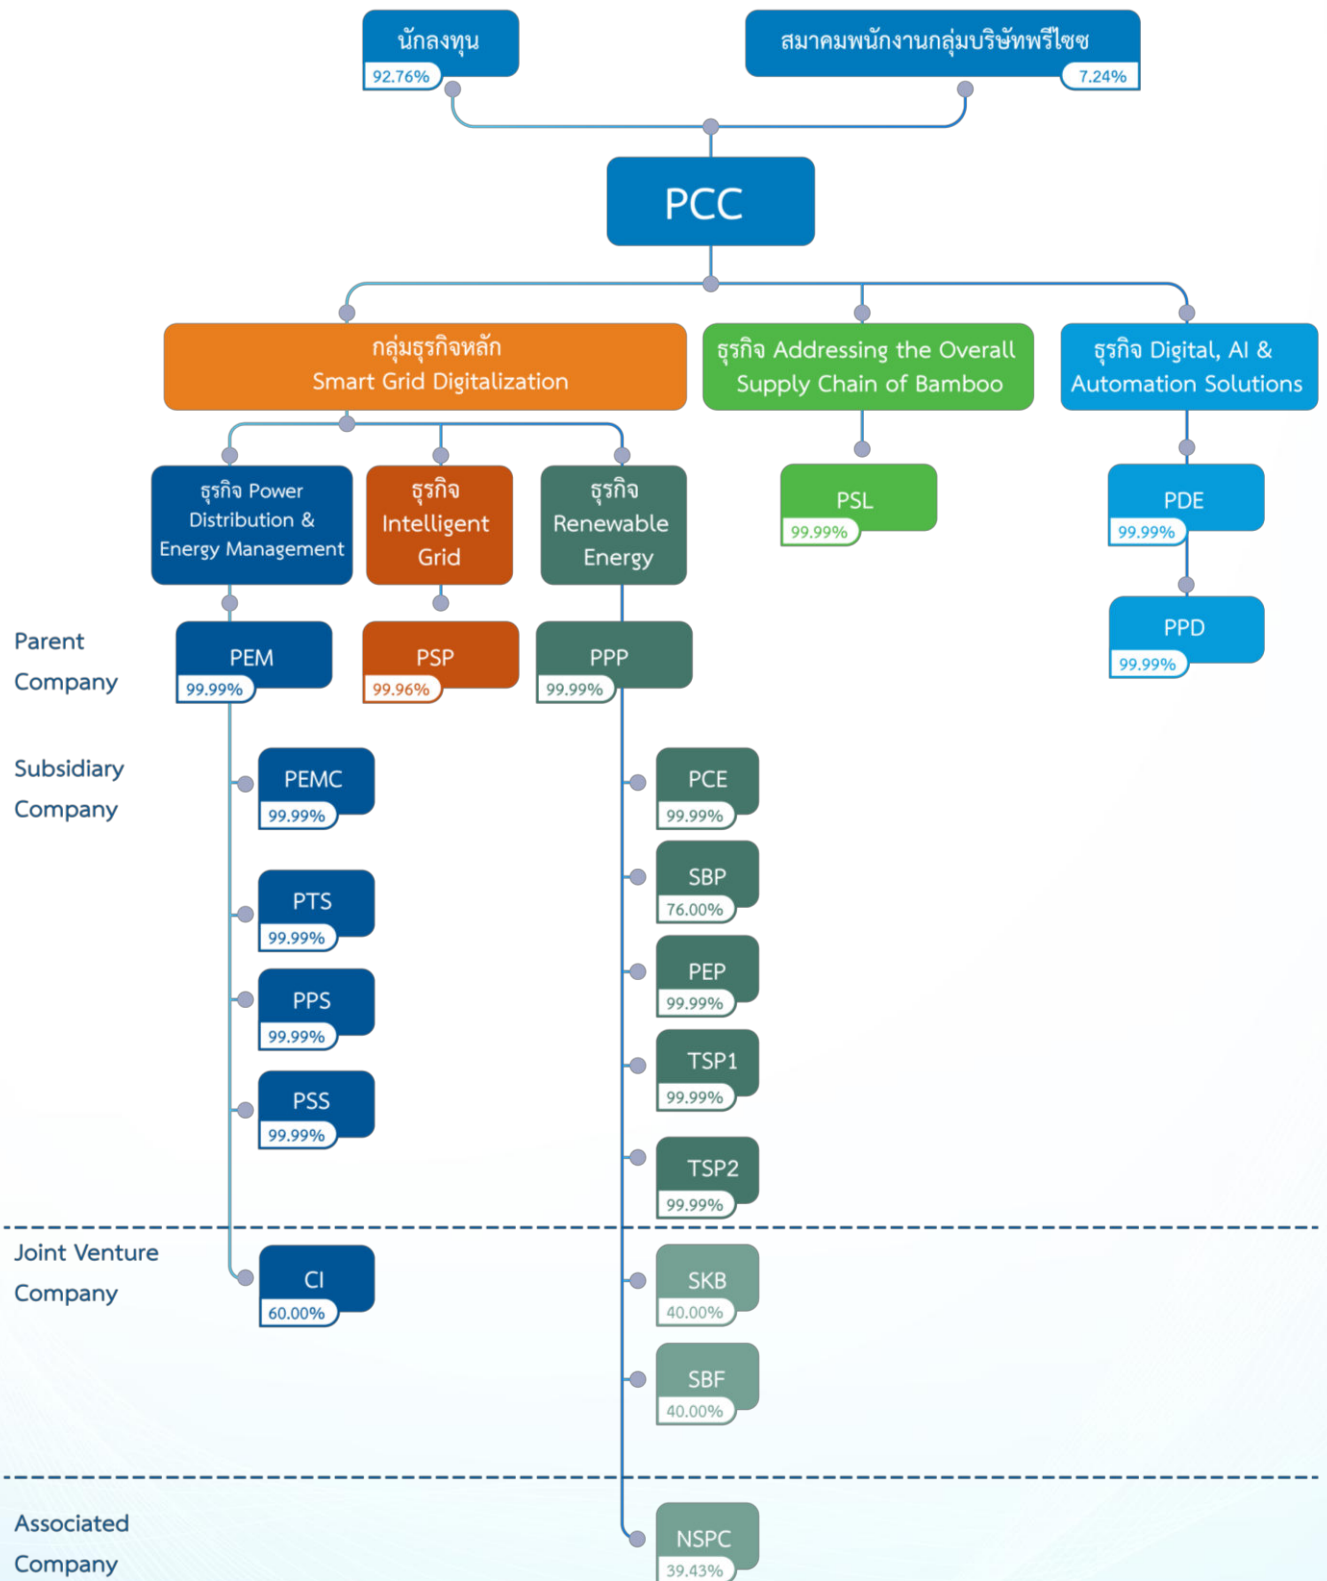 นักลงทุน
92.76%
สมาคมพนักงานกลุ่มบริษัทพรีไซซ
7.24%
PCC
กลุ่มธุรกิจหลัก
Smart Grid Digitalization
ธุรกิจ Addressing the Overall
Supply Chain of Bamboo
ธุรกิจ Digital, AI &
Automation Solutions
ธุรกิจ Power
Distribution &
Energy Management
ธุรกิจ
Intelligent
Grid
ธุรกิจ
Renewable
Energy
PSL
99.99%
PDE
99.99%
PPD
99.99%
Parent
Company
PEM
99.99%
PSP
99.96%
PPP
99.99%
Subsidiary
Company
PEMC
99.99%
PTS
99.99%
PPS
99.99%
PSS
99.99%
PCE
99.99%
SBP
76.00%
PEP
99.99%
TSP1
99.99%
TSP2
99.99%
Joint Venture
Company
CI
60.00%
SKB
40.00%
SBF
40.00%
Associated
Company
NSPC
39.43%